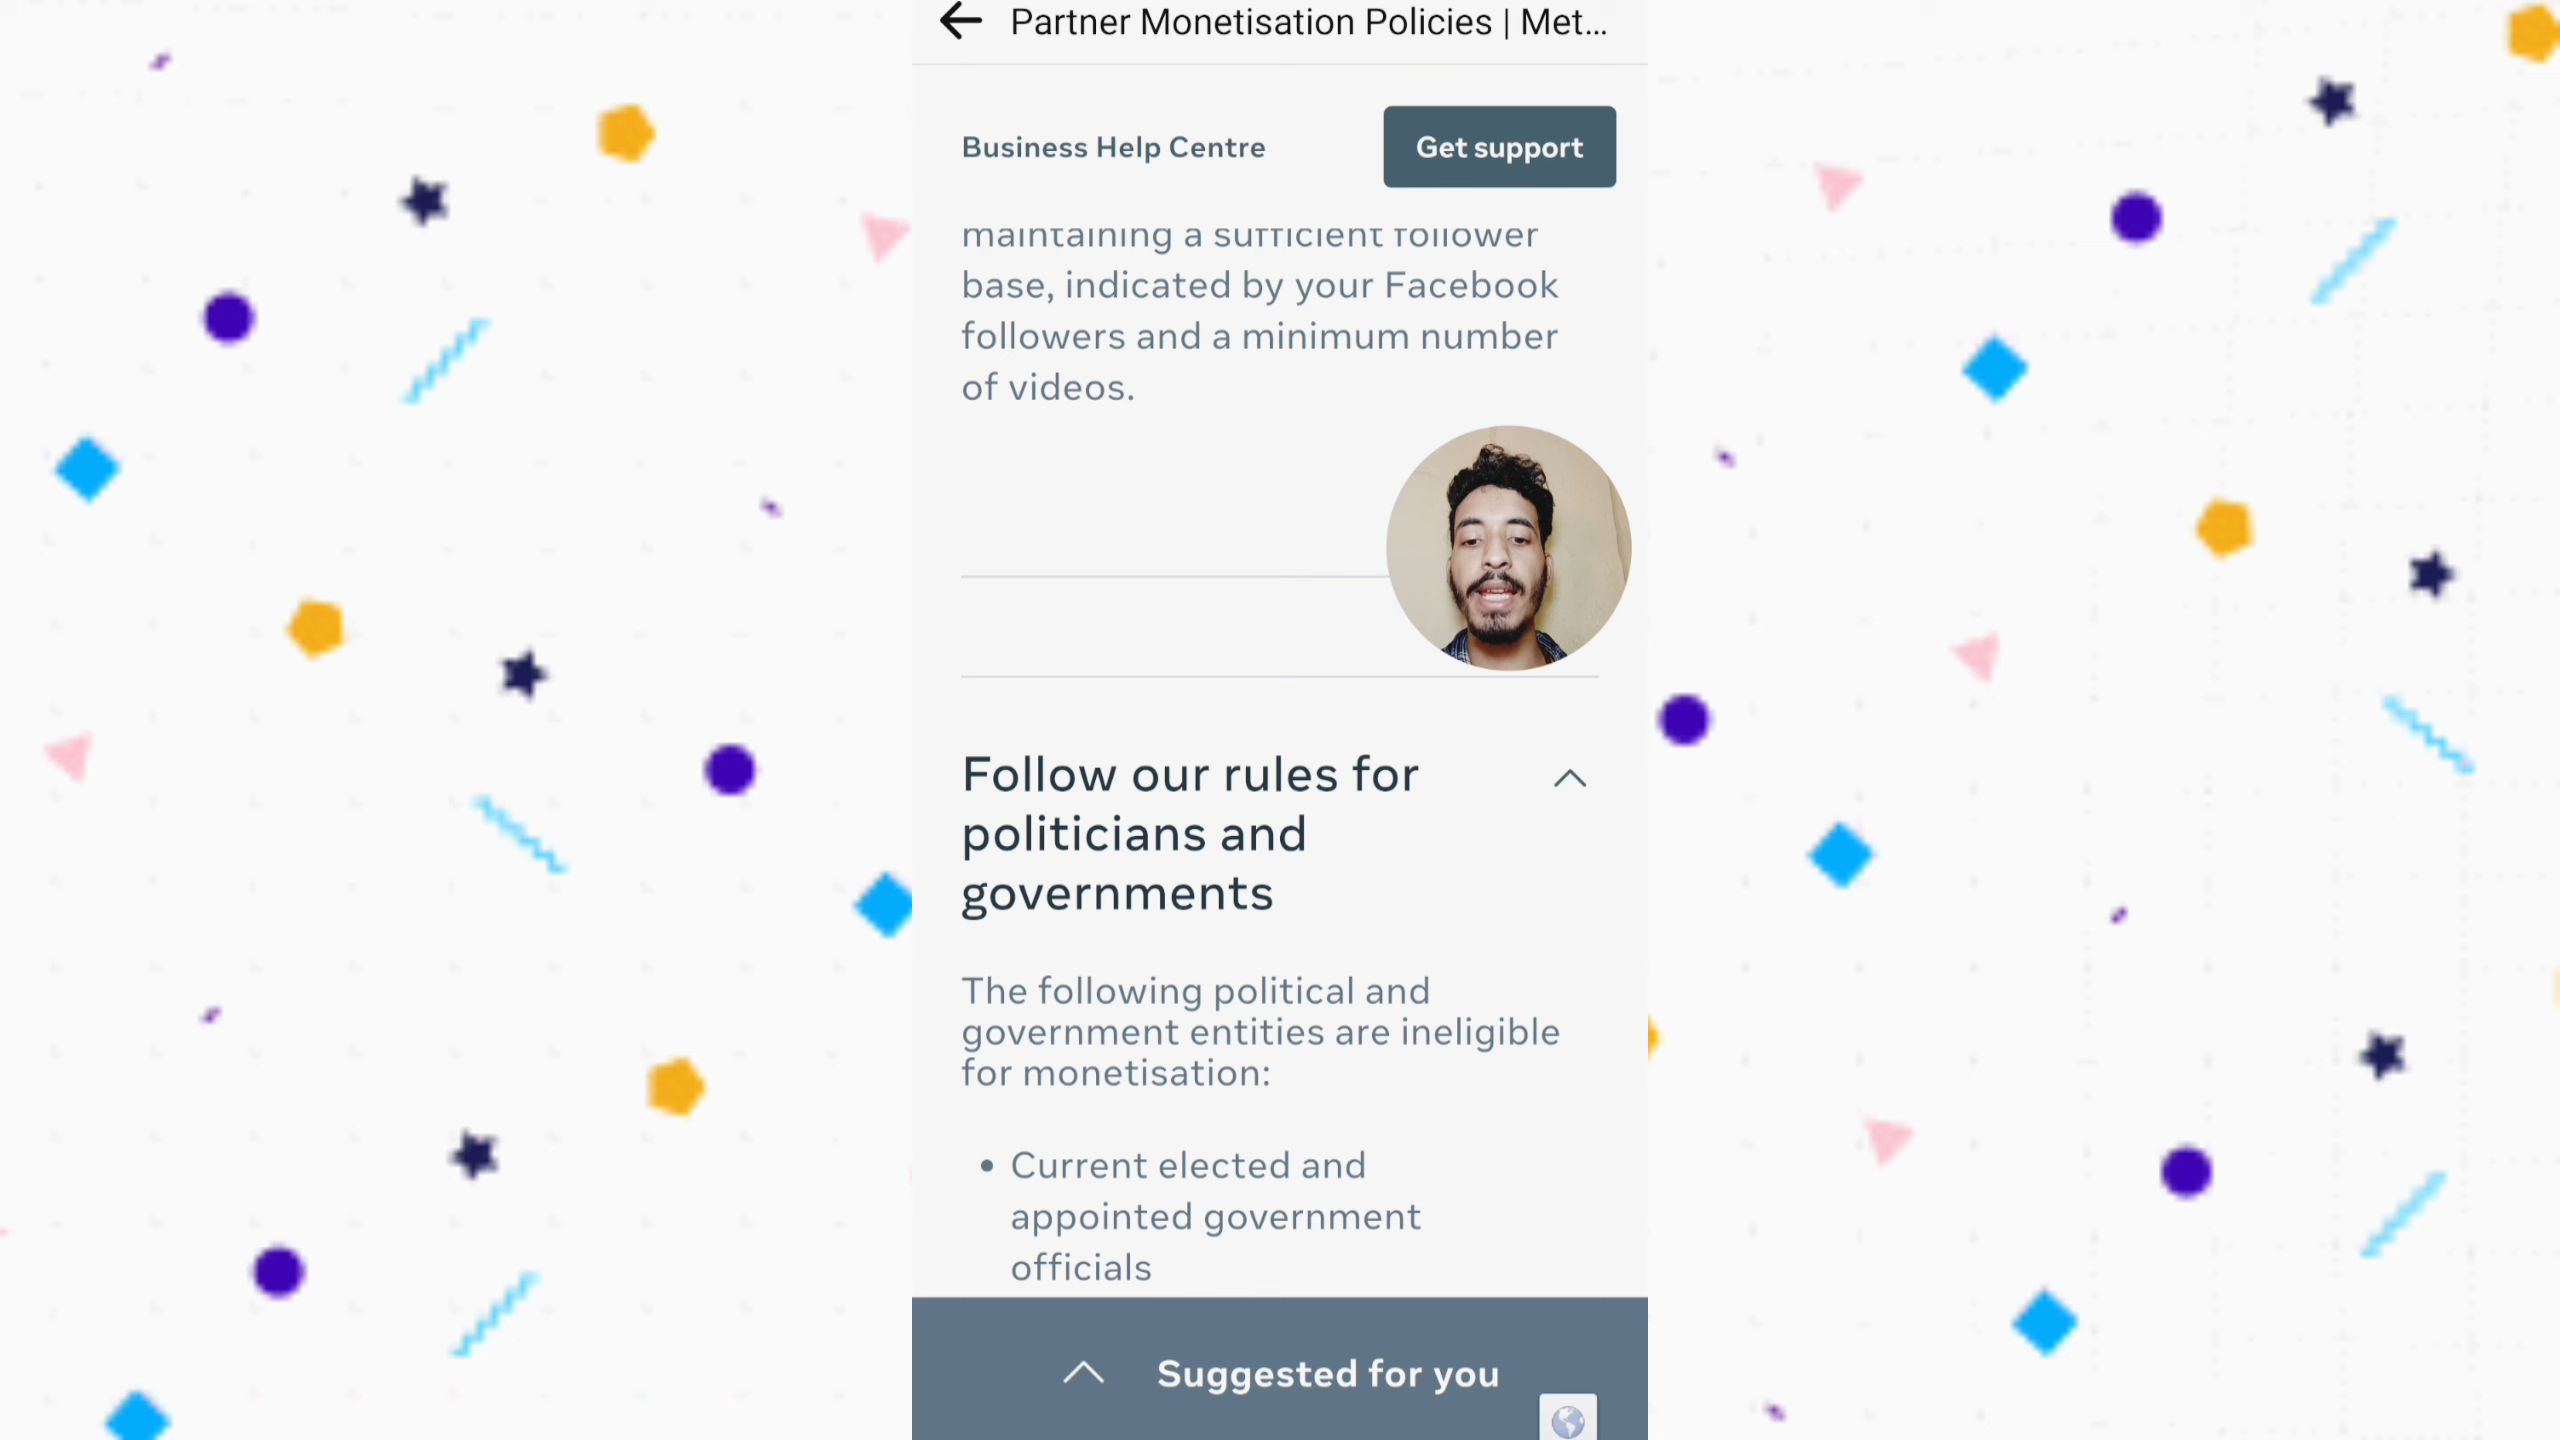 Partner Monetisation Policies | Met...
Business Help Centre
Get support
maintaining a sufficient follower
base, indicated by your Facebook
followers and a minimum number
of videos.
Follow our rules for
politicians and
governments
The following political and
government entities are ineligible
for monetisation:
• Current elected and
appointed government
officials
Suggested for you